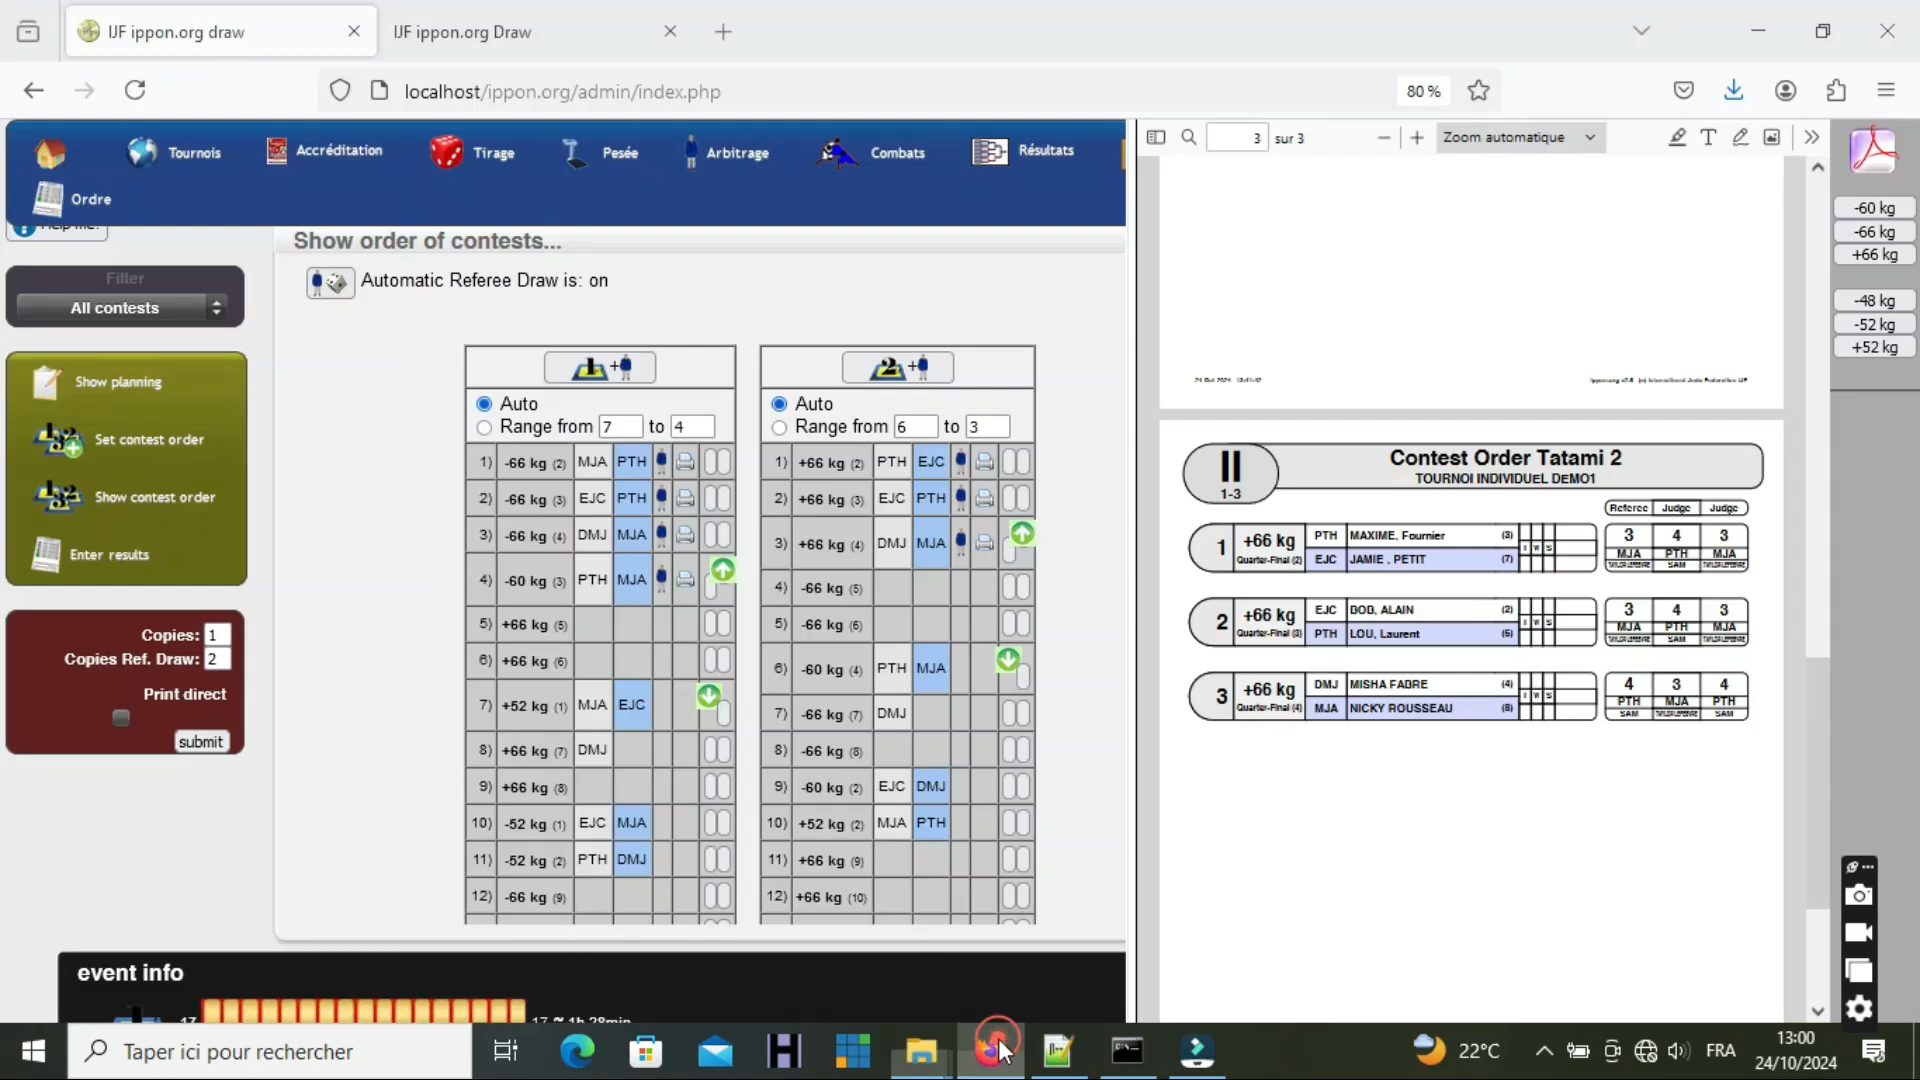 IJF ippon.org draw
IJF ippon.org Draw
localhost/ippon.org/admin/index.php
80 %
Tournois
Accréditation
Tirage
Pesée
Arbitrage
Combats
Résultats
Ordre
Filter
All contests
Show planning
Set contest order
Show contest order
Enter results
Copies: 1
Copies Ref. Draw: 2
Print direct
submit
Show order of contests...
Automatic Referee Draw is: on
1 +
Auto
Range from 7 to 4
1) -66 kg (2) MJA PTH
2) -66 kg (3) EJC PTH
3) -66 kg (4) DMJ MJA
4) -60 kg (3) PTH MJA
5) +66 kg (5)
6) +66 kg (6)
7) +52 kg (1) MJA EJC
8) +66 kg (7) DMJ
9) +66 kg (8)
10) -52 kg (1) EJC MJA
11) -52 kg (2) PTH DMJ
12) -66 kg (9)
2 +
Auto
Range from 6 to 3
1) +66 kg (2) PTH EJC
2) +66 kg (3) EJC PTH
3) +66 kg (4) DMJ MJA
4) -66 kg (5)
5) -66 kg (6)
6) -60 kg (4) PTH MJA
7) -66 kg (7) DMJ
8) -66 kg (8)
9) -60 kg (2) EJC DMJ
10) +52 kg (2) MJA PTH
11) +66 kg (9)
12) +66 kg (10)
event info
3 sur 3
Zoom automatique
II
1-3
Contest Order Tatami 2
TOURNOI INDIVIDUEL DEMO1
Referee Judge Judge
1 +66 kg Quarter-Final (2)
PTH MAXIME, Fournier (3)
EJC JAMIE , PETIT (7)
I W S
3 4 3
MJA PTH MJA
SAM
2 +66 kg Quarter-Final (3)
EJC BOB, ALAIN (2)
PTH LOU, Laurent (6)
I W S
3 4 3
MJA PTH MJA
SAM
3 +66 kg Quarter-Final (4)
DMJ MISHA FABRE (4)
MJA NICKY ROUSSEAU (8)
I W S
4 3 4
PTH MJA PTH
SAM SAM
-60 kg
-66 kg
+66 kg
-48 kg
-52 kg
+52 kg
Taper ici pour rechercher
22°C
FRA
13:00
24/10/2024